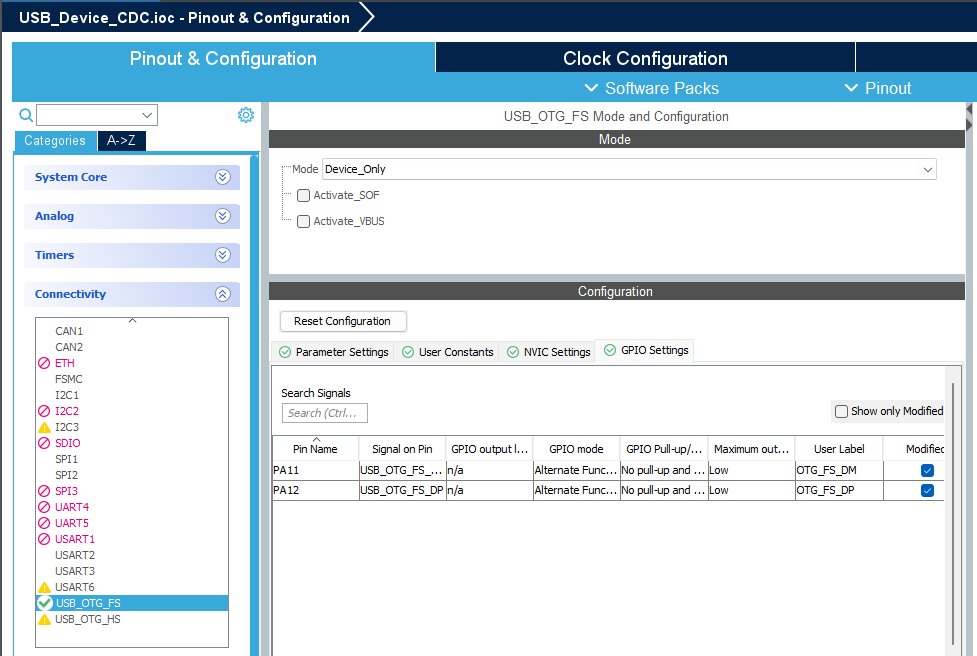 USB_Device_CDC.ioc - Pinout & Configuration
Pinout & Configuration
Clock Configuration
Software Packs
Pinout
Categories
A->Z
System Core
Analog
Timers
Connectivity
CAN1
CAN2
ETH
FSMC
I2C1
I2C2
I2C3
SDIO
SPI1
SPI2
SPI3
UART4
UART5
USART1
USART2
USART3
USART6
USB_OTG_FS
USB_OTG_HS
USB_OTG_FS Mode and Configuration
Mode
Mode Device_Only
Activate_SOF
Activate_VBUS
Configuration
Reset Configuration
Parameter Settings User Constants NVIC Settings GPIO Settings
Search Signals
Search (Ctrl...
Show only Modified
Pin Name Signal on Pin GPIO output l... GPIO mode GPIO Pull-up/... Maximum out... User Label Modified
PA11 USB_OTG_FS_... n/a Alternate Func... No pull-up and ... Low OTG_FS_DM
PA12 USB_OTG_FS_DP n/a Alternate Func... No pull-up and ... Low OTG_FS_DP